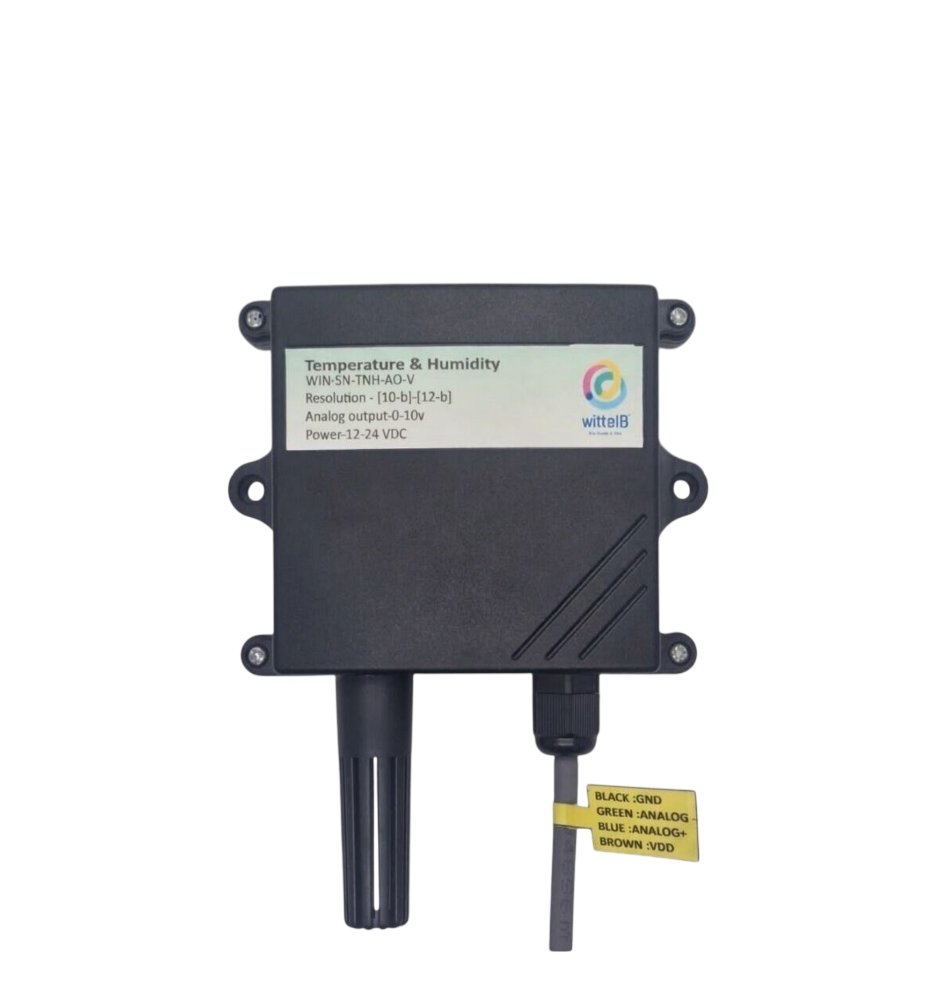 Temperature & Humidity
WIN-SN-TNH-AO-V
Resolution - [10-b]-[12-b]
Analog output-0-10v
Power-12-24 VDC
wittelB
BLACK :GND
GREEN :ANALOG -
BLUE :ANALOG+
BROWN :VDD